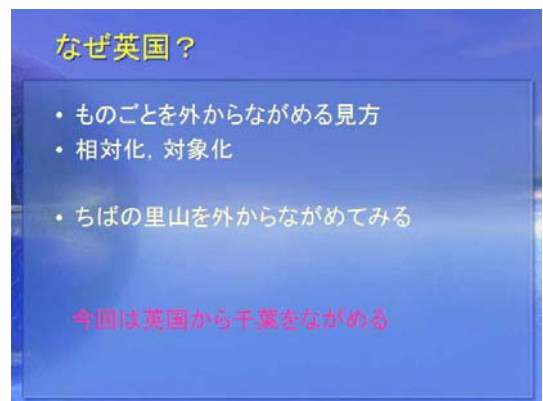 なぜ英国？
• ものごとを外からながめる見方
• 相対化，対象化
• ちばの里山を外からながめてみる
今回は英国から千葉をながめる